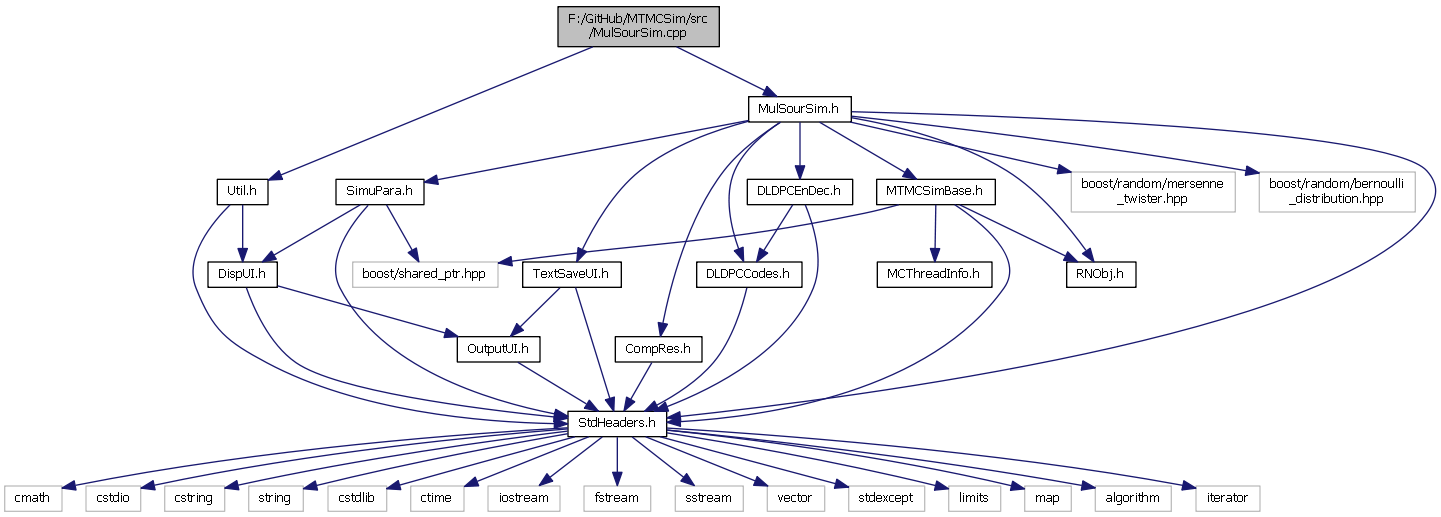 F:/GitHub/MTMCSim/src
/MulSourSim.cpp
MulSourSim.h
Util.h
SimuPara.h
DLDPCEnDec.h
MTMCSimBase.h
boost/random/mersenne
_twister.hpp
boost/random/bernoulli
_distribution.hpp
DispUI.h
boost/shared_ptr.hpp
TextSaveUI.h
DLDPCCodes.h
MCThreadInfo.h
RNObj.h
OutputUI.h
CompRes.h
StdHeaders.h
cmath
cstdio
cstring
string
cstdlib
ctime
iostream
fstream
sstream
vector
stdexcept
limits
map
algorithm
iterator